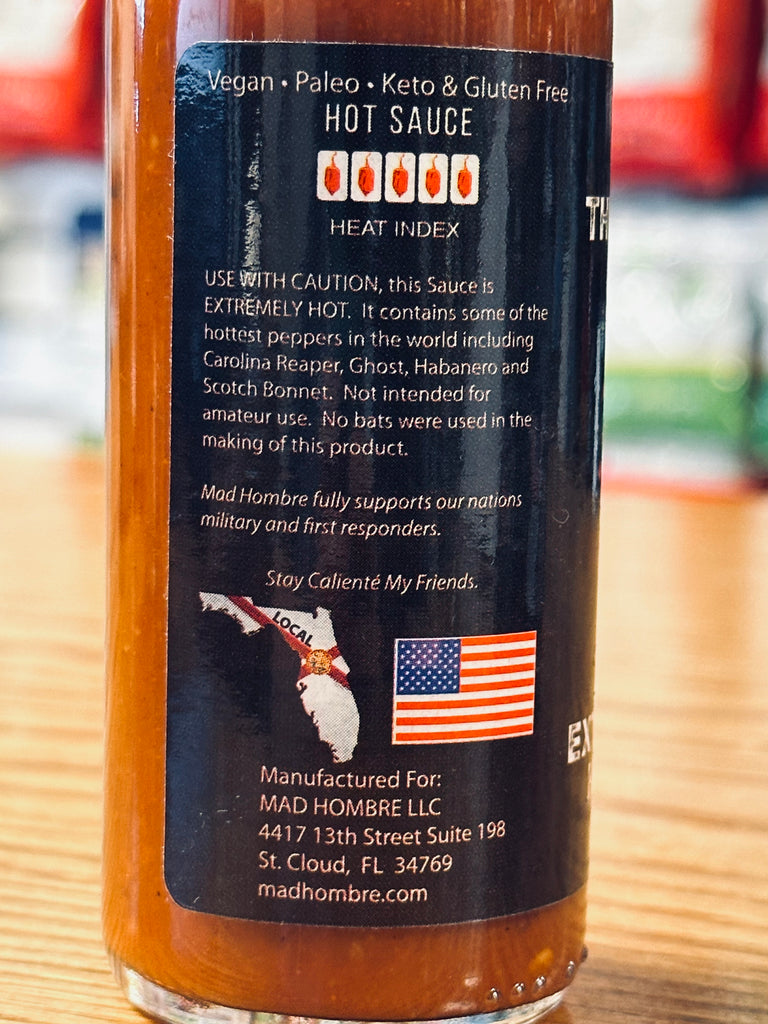 Vegan • Paleo • Keto & Gluten Free
HOT SAUCE
HEAT INDEX
USE WITH CAUTION, this Sauce is
EXTREMELY HOT. It contains some of the
hottest peppers in the world including
Carolina Reaper, Ghost, Habanero and
Scotch Bonnet. Not intended for
amateur use. No bats were used in the
making of this product.
Mad Hombre fully supports our nations
military and first responders.
Stay Calienté My Friends.
LOCAL
Manufactured For:
MAD HOMBRE LLC
4417 13th Street Suite 198
St. Cloud, FL 34769
madhombre.com
TH
EX